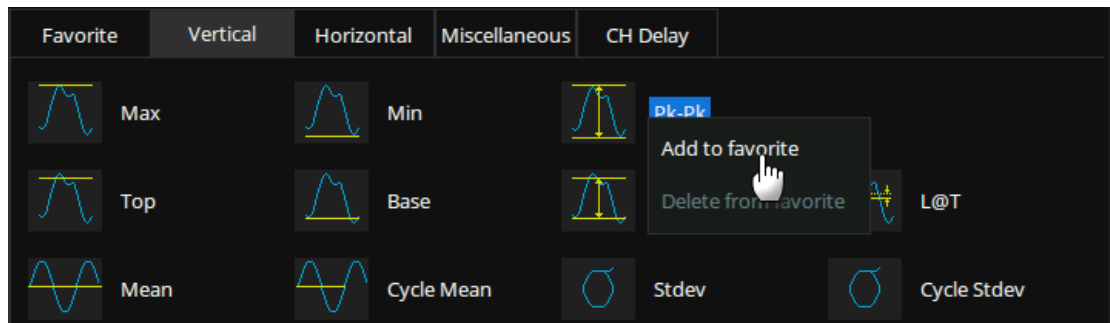 Favorite Vertical Horizontal Miscellaneous CH Delay
Max Min Pk-Pk
Add to favorite
Top Base Delete from favorite L@T
Mean Cycle Mean Stdev Cycle Stdev